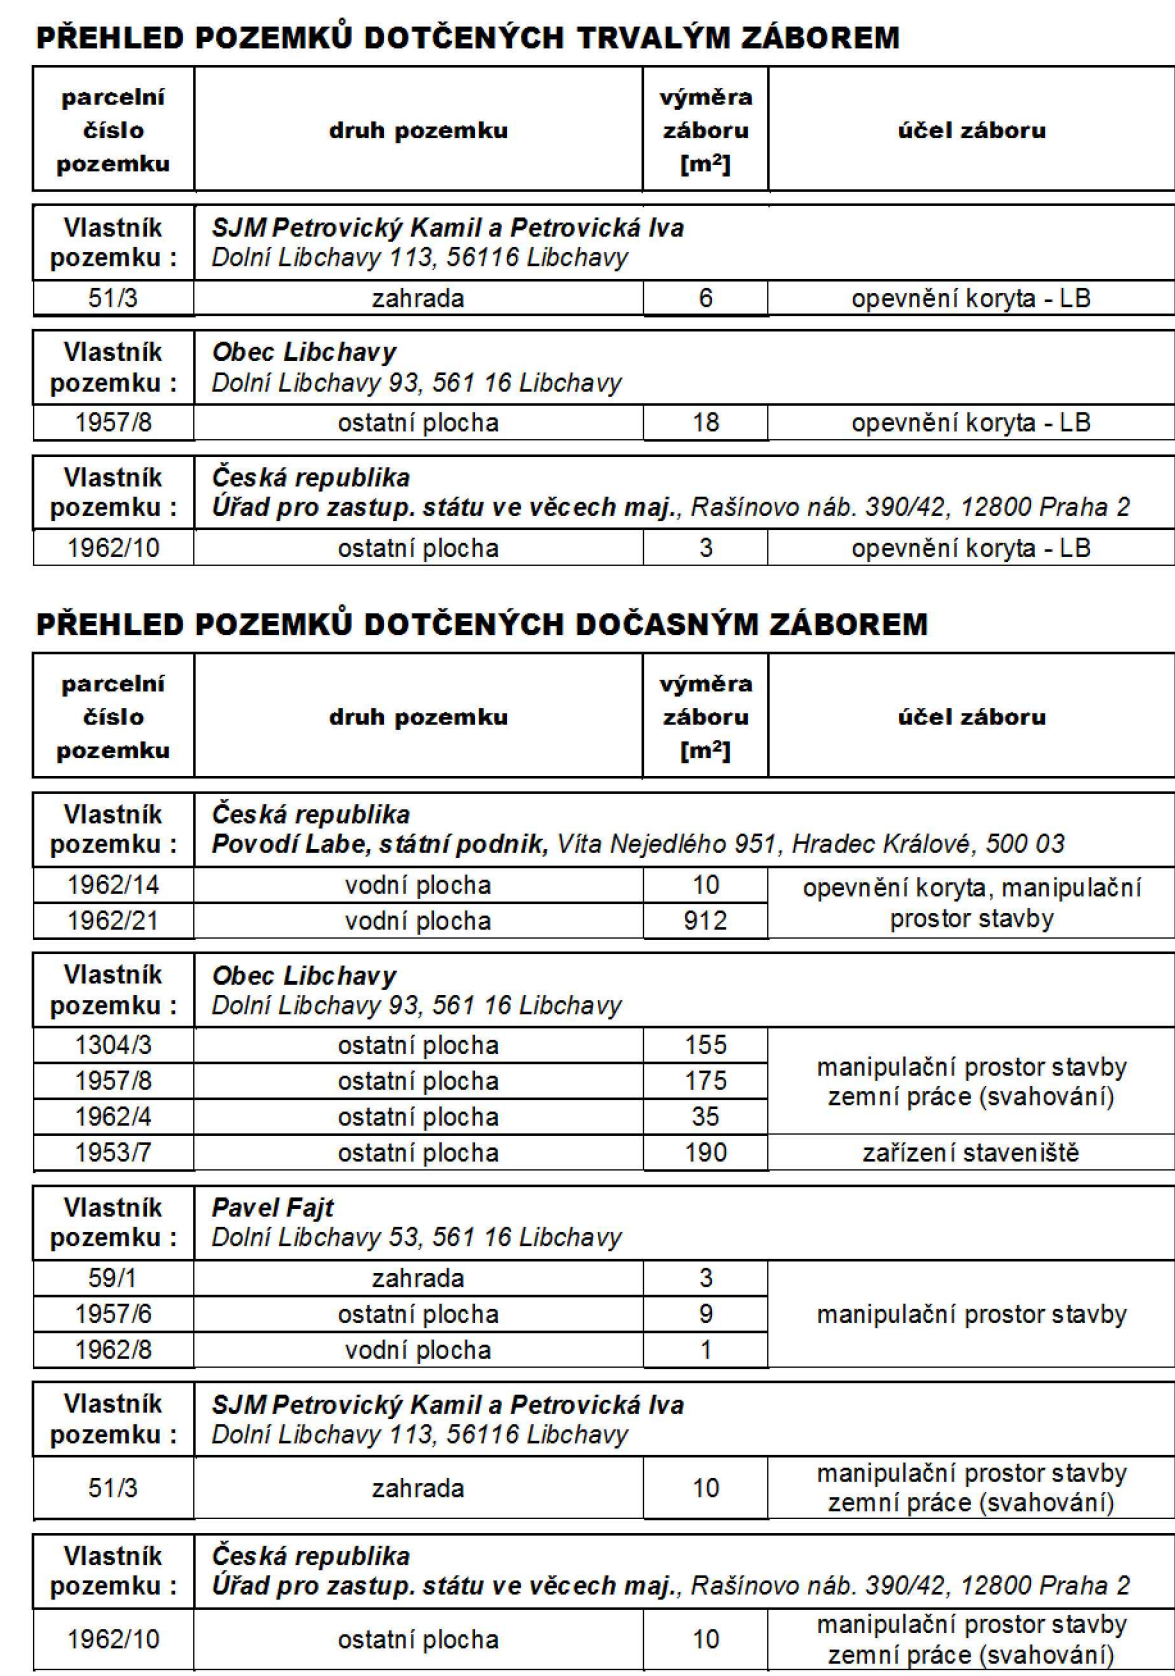 PŘEHLED POZEMKŮ DOTČENÝCH TRVALÝM ZÁBOREM
parcelní číslo pozemku druh pozemku výměra záboru [m²] účel záboru
Vlastník pozemku : SJM Petrovický Kamil a Petrovická Iva
Dolní Libchavy 113, 56116 Libchavy
51/3 zahrada 6 opevnění koryta - LB
Vlastník pozemku : Obec Libchavy
Dolní Libchavy 93, 561 16 Libchavy
1957/8 ostatní plocha 18 opevnění koryta - LB
Vlastník pozemku : Česká republika
Úřad pro zastup. státu ve věcech maj., Rašínovo náb. 390/42, 12800 Praha 2
1962/10 ostatní plocha 3 opevnění koryta - LB
PŘEHLED POZEMKŮ DOTČENÝCH DOČASNÝM ZÁBOREM
parcelní číslo pozemku druh pozemku výměra záboru [m²] účel záboru
Vlastník pozemku : Česká republika
Povodí Labe, státní podnik, Víta Nejedlého 951, Hradec Králové, 500 03
1962/14 vodní plocha 10 opevnění koryta, manipulační
1962/21 vodní plocha 912 prostor stavby
Vlastník pozemku : Obec Libchavy
Dolní Libchavy 93, 561 16 Libchavy
1304/3 ostatní plocha 155
1957/8 ostatní plocha 175 manipulační prostor stavby
1962/4 ostatní plocha 35 zemní práce (svahování)
1953/7 ostatní plocha 190 zařízení staveniště
Vlastník pozemku : Pavel Fajt
Dolní Libchavy 53, 561 16 Libchavy
59/1 zahrada 3
1957/6 ostatní plocha 9 manipulační prostor stavby
1962/8 vodní plocha 1
Vlastník pozemku : SJM Petrovický Kamil a Petrovická Iva
Dolní Libchavy 113, 56116 Libchavy
51/3 zahrada 10 manipulační prostor stavby
zemní práce (svahování)
Vlastník pozemku : Česká republika
Úřad pro zastup. státu ve věcech maj., Rašínovo náb. 390/42, 12800 Praha 2
1962/10 ostatní plocha 10 manipulační prostor stavby
zemní práce (svahování)